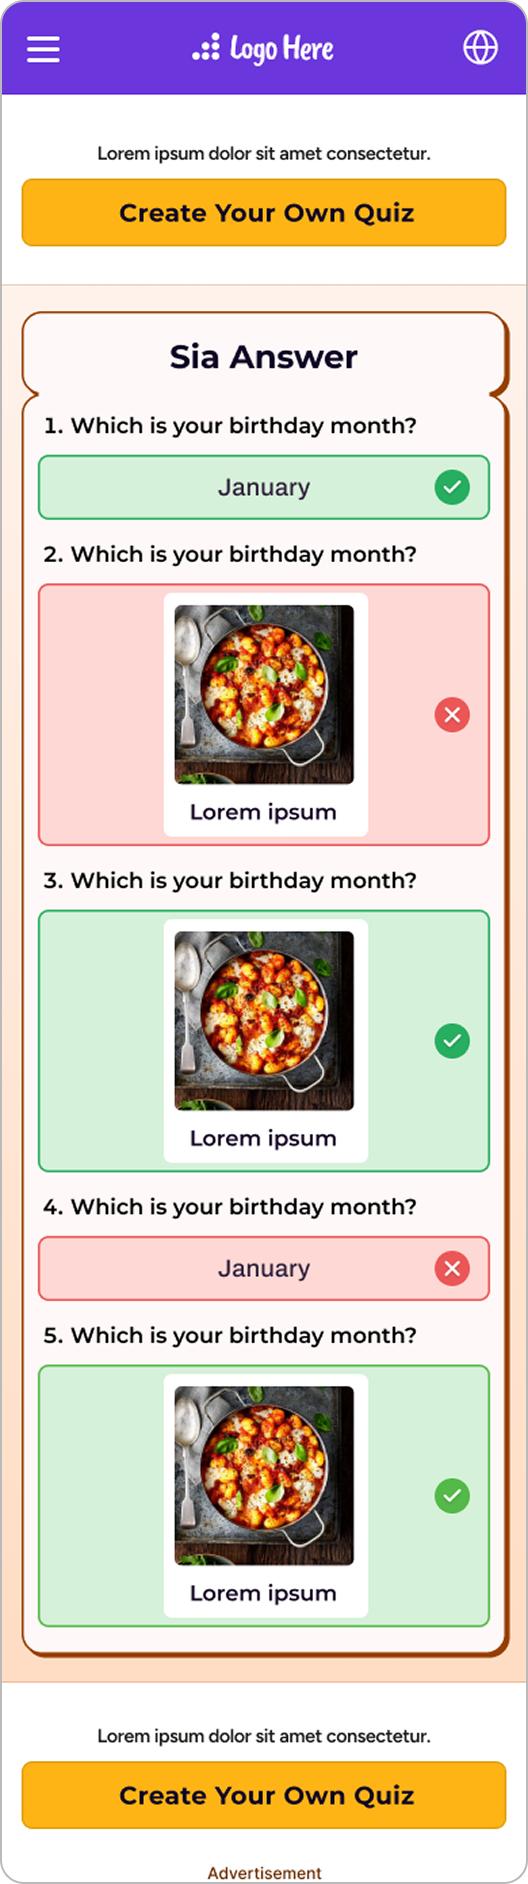 Logo Here
Lorem ipsum dolor sit amet consectetur.
Create Your Own Quiz
Sia Answer
1. Which is your birthday month?
January
2. Which is your birthday month?
Lorem ipsum
3. Which is your birthday month?
Lorem ipsum
4. Which is your birthday month?
January
5. Which is your birthday month?
Lorem ipsum
Lorem ipsum dolor sit amet consectetur.
Create Your Own Quiz
Advertisement